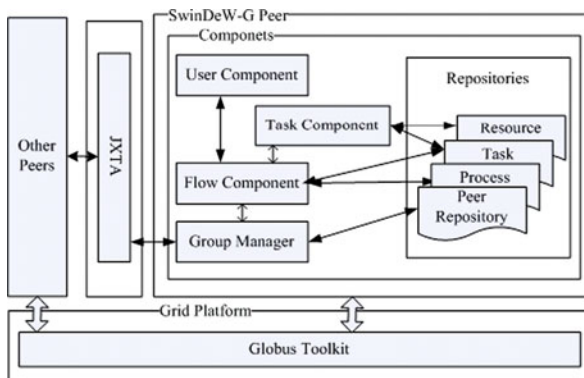 SwinDeW-G Peer
Componets
User Component
Repositories
Task Component
Resource
Other
Peers
JXTA
Task
Flow Component
Process
Peer
Repository
Group Manager
Grid Platform
Globus Toolkit